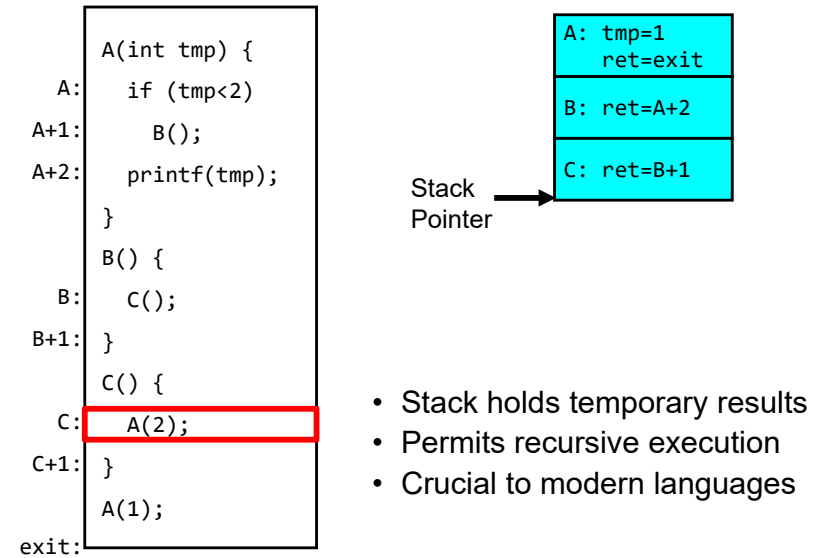 A(int tmp) {
A: if (tmp<2)
A+1: B();
A+2: printf(tmp);
}
B() {
B: C();
B+1: }
C() {
C: A(2);
C+1: }
A(1);
exit:
A: tmp=1
ret=exit
B: ret=A+2
C: ret=B+1
Stack
Pointer
• Stack holds temporary results
• Permits recursive execution
• Crucial to modern languages